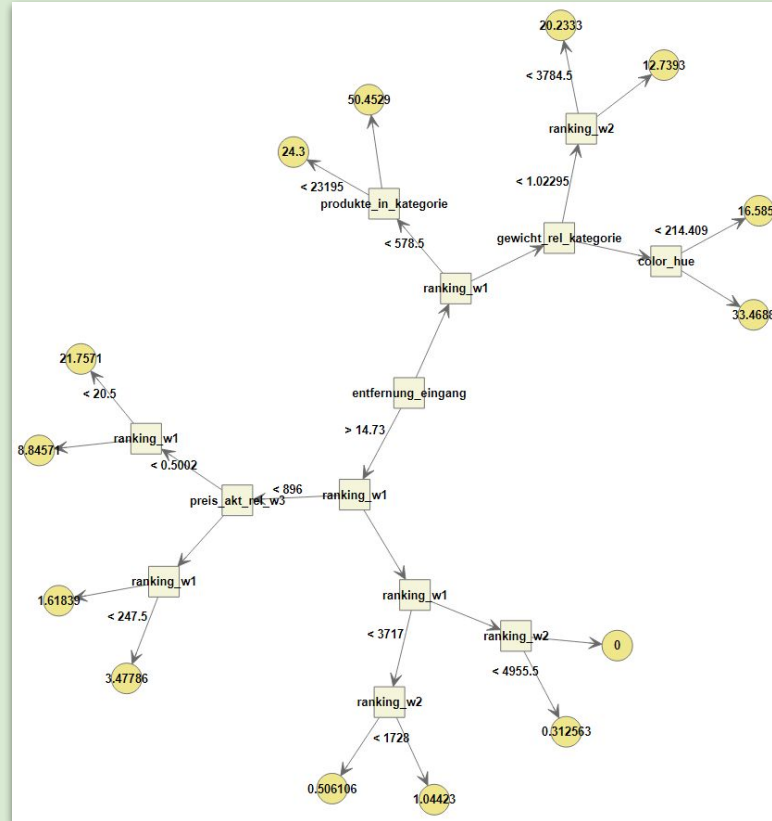 20.2333
12.7393
< 3784.5
50.4529
ranking_w2
24.3
< 1.02295
< 23195
produkte_in_kategorie
16.585
< 214.409
gewicht_rel_kategorie
< 578.5
color_hue
ranking_w1
33.4688
21.7571
entfernung_eingang
< 20.5
> 14.73
ranking_w1
8.84571
< 0.5002
< 896
ranking_w1
preis_akt_rel_w3
ranking_w1
ranking_w1
1.61839
< 247.5
< 3717
ranking_w2
0
< 4955.5
3.47786
ranking_w2
0.312563
< 1728
0.506106
1.04423